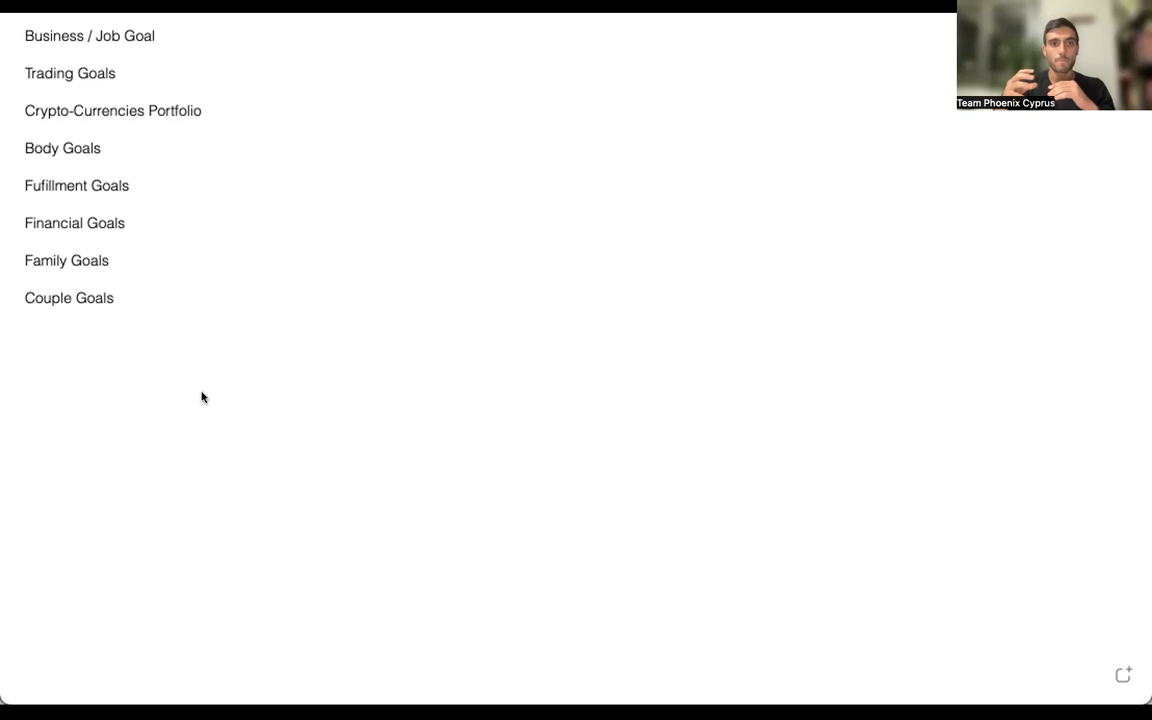 Business / Job Goal
Trading Goals
Crypto-Currencies Portfolio
Body Goals
Fufillment Goals
Financial Goals
Family Goals
Couple Goals
Team Phoenix Cyprus